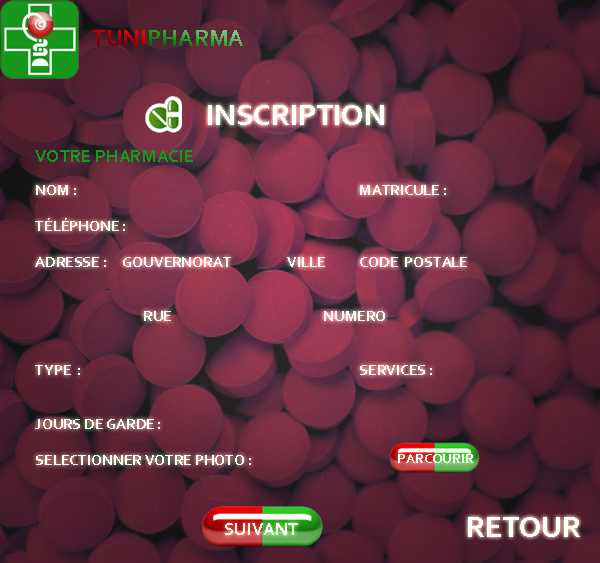 TUNIPHARMA
INSCRIPTION
VOTRE PHARMACIE
NOM : MATRICULE :
TÉLÉPHONE :
ADRESSE : GOUVERNORAT VILLE CODE POSTALE
RUE NUMERO
TYPE : SERVICES :
JOURS DE GARDE :
SELECTIONNER VOTRE PHOTO : PARCOURIR
SUIVANT RETOUR